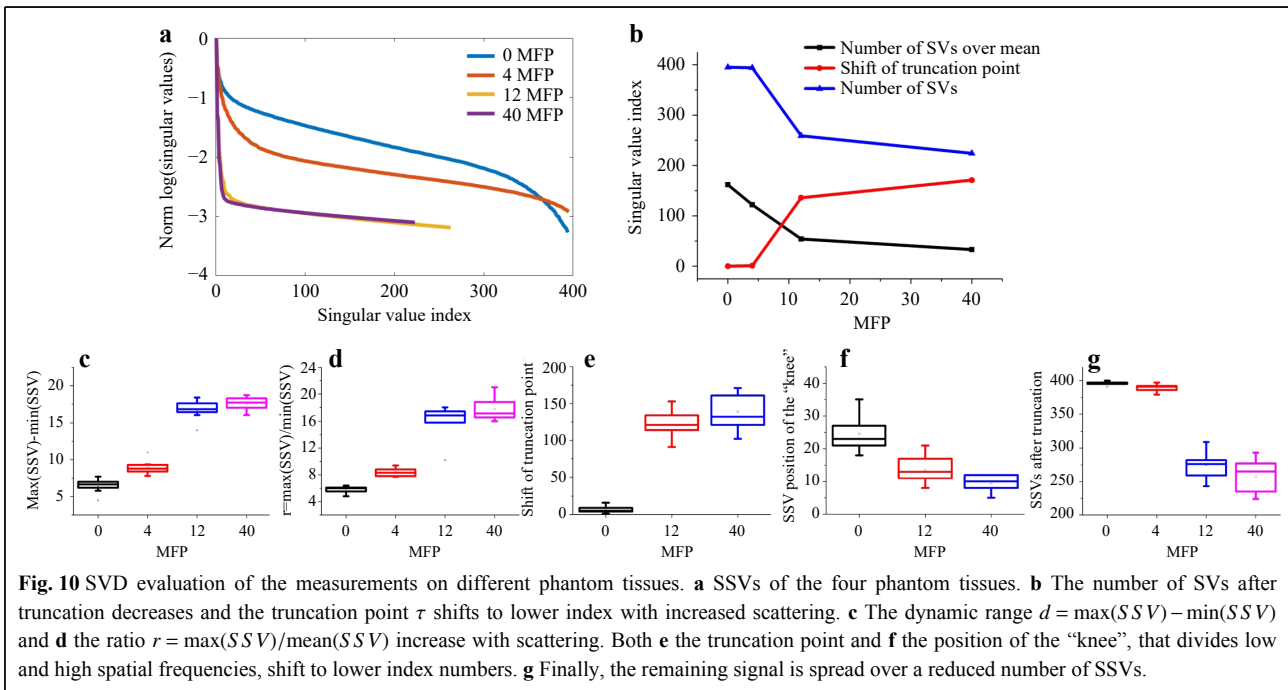 a
Norm log(singular values)
0
−1
−2
−3
−4
0 MFP
4 MFP
12 MFP
40 MFP
0
100
200
300
400
Singular value index
b
Singular value index
400
300
200
100
0
Number of SVs over mean
Shift of truncation point
Number of SVs
0
10
20
30
40
MFP
c
Max(SSV)-min(SSV)
20
15
10
5
0
4
12
40
MFP
d
r=max(SSV)/min(SSV)
24
20
16
12
8
4
0
4
12
40
MFP
e
Shift of truncation point
200
150
100
50
0
0
12
40
MFP
f
SSV position of the “knee”
40
30
20
10
0
0
12
40
MFP
g
SSVs after truncation
400
350
300
250
200
0
4
12
40
MFP
Fig. 10 SVD evaluation of the measurements on different phantom tissues. a SSVs of the four phantom tissues. b The number of SVs after
truncation decreases and the truncation point τ shifts to lower index with increased scattering. c The dynamic range d = max(SSV) − min(SSV)
and d the ratio r = max(SSV)/mean(SSV) increase with scattering. Both e the truncation point and f the position of the “knee”, that divides low
and high spatial frequencies, shift to lower index numbers. g Finally, the remaining signal is spread over a reduced number of SSVs.